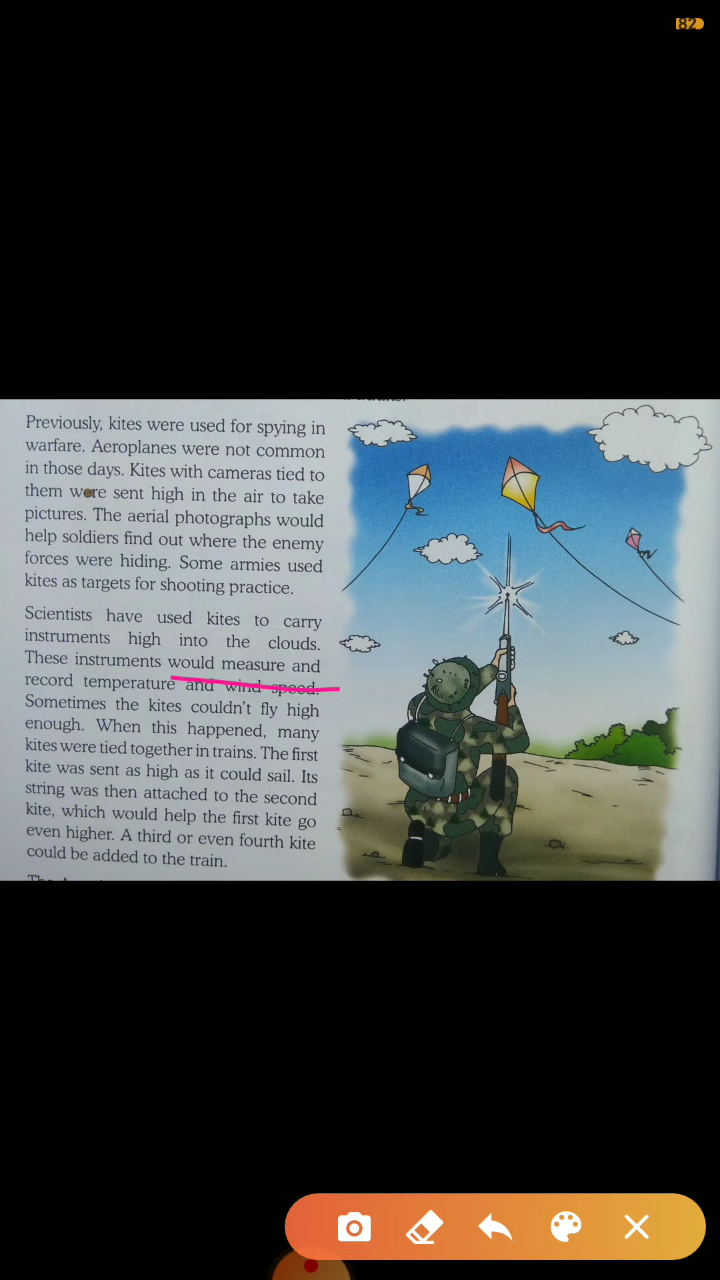 82
Previously, kites were used for spying in
warfare. Aeroplanes were not common
in those days. Kites with cameras tied to
them were sent high in the air to take
pictures. The aerial photographs would
help soldiers find out where the enemy
forces were hiding. Some armies used
kites as targets for shooting practice.
Scientists have used kites to carry
instruments high into the clouds.
These instruments would measure and
record temperature and wind speed.
Sometimes the kites couldn't fly high
enough. When this happened, many
kites were tied together in trains. The first
kite was sent as high as it could sail. Its
string was then attached to the second
kite, which would help the first kite go
even higher. A third or even fourth kite
could be added to the train.